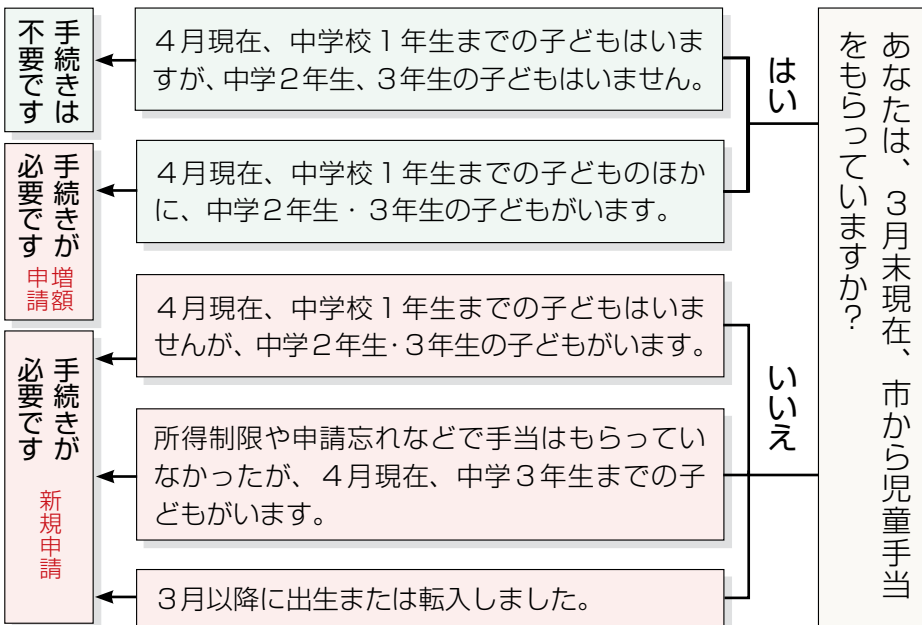 あなたは、３月末現在、市から児童手当
をもらっていますか？
はい
４月現在、中学校１年生までの子どもはいま
すが、中学２年生、３年生の子どもはいません。
手続きは
不要です
４月現在、中学校１年生までの子どものほか
に、中学２年生・３年生の子どもがいます。
手続きが
必要です
増額
申請
いいえ
４月現在、中学校１年生までの子どもはいま
せんが、中学２年生・３年生の子どもがいます。
所得制限や申請忘れなどで手当はもらってい
なかったが、４月現在、中学３年生までの子
どもがいます。
３月以降に出生または転入しました。
手続きが
必要です
新規申請